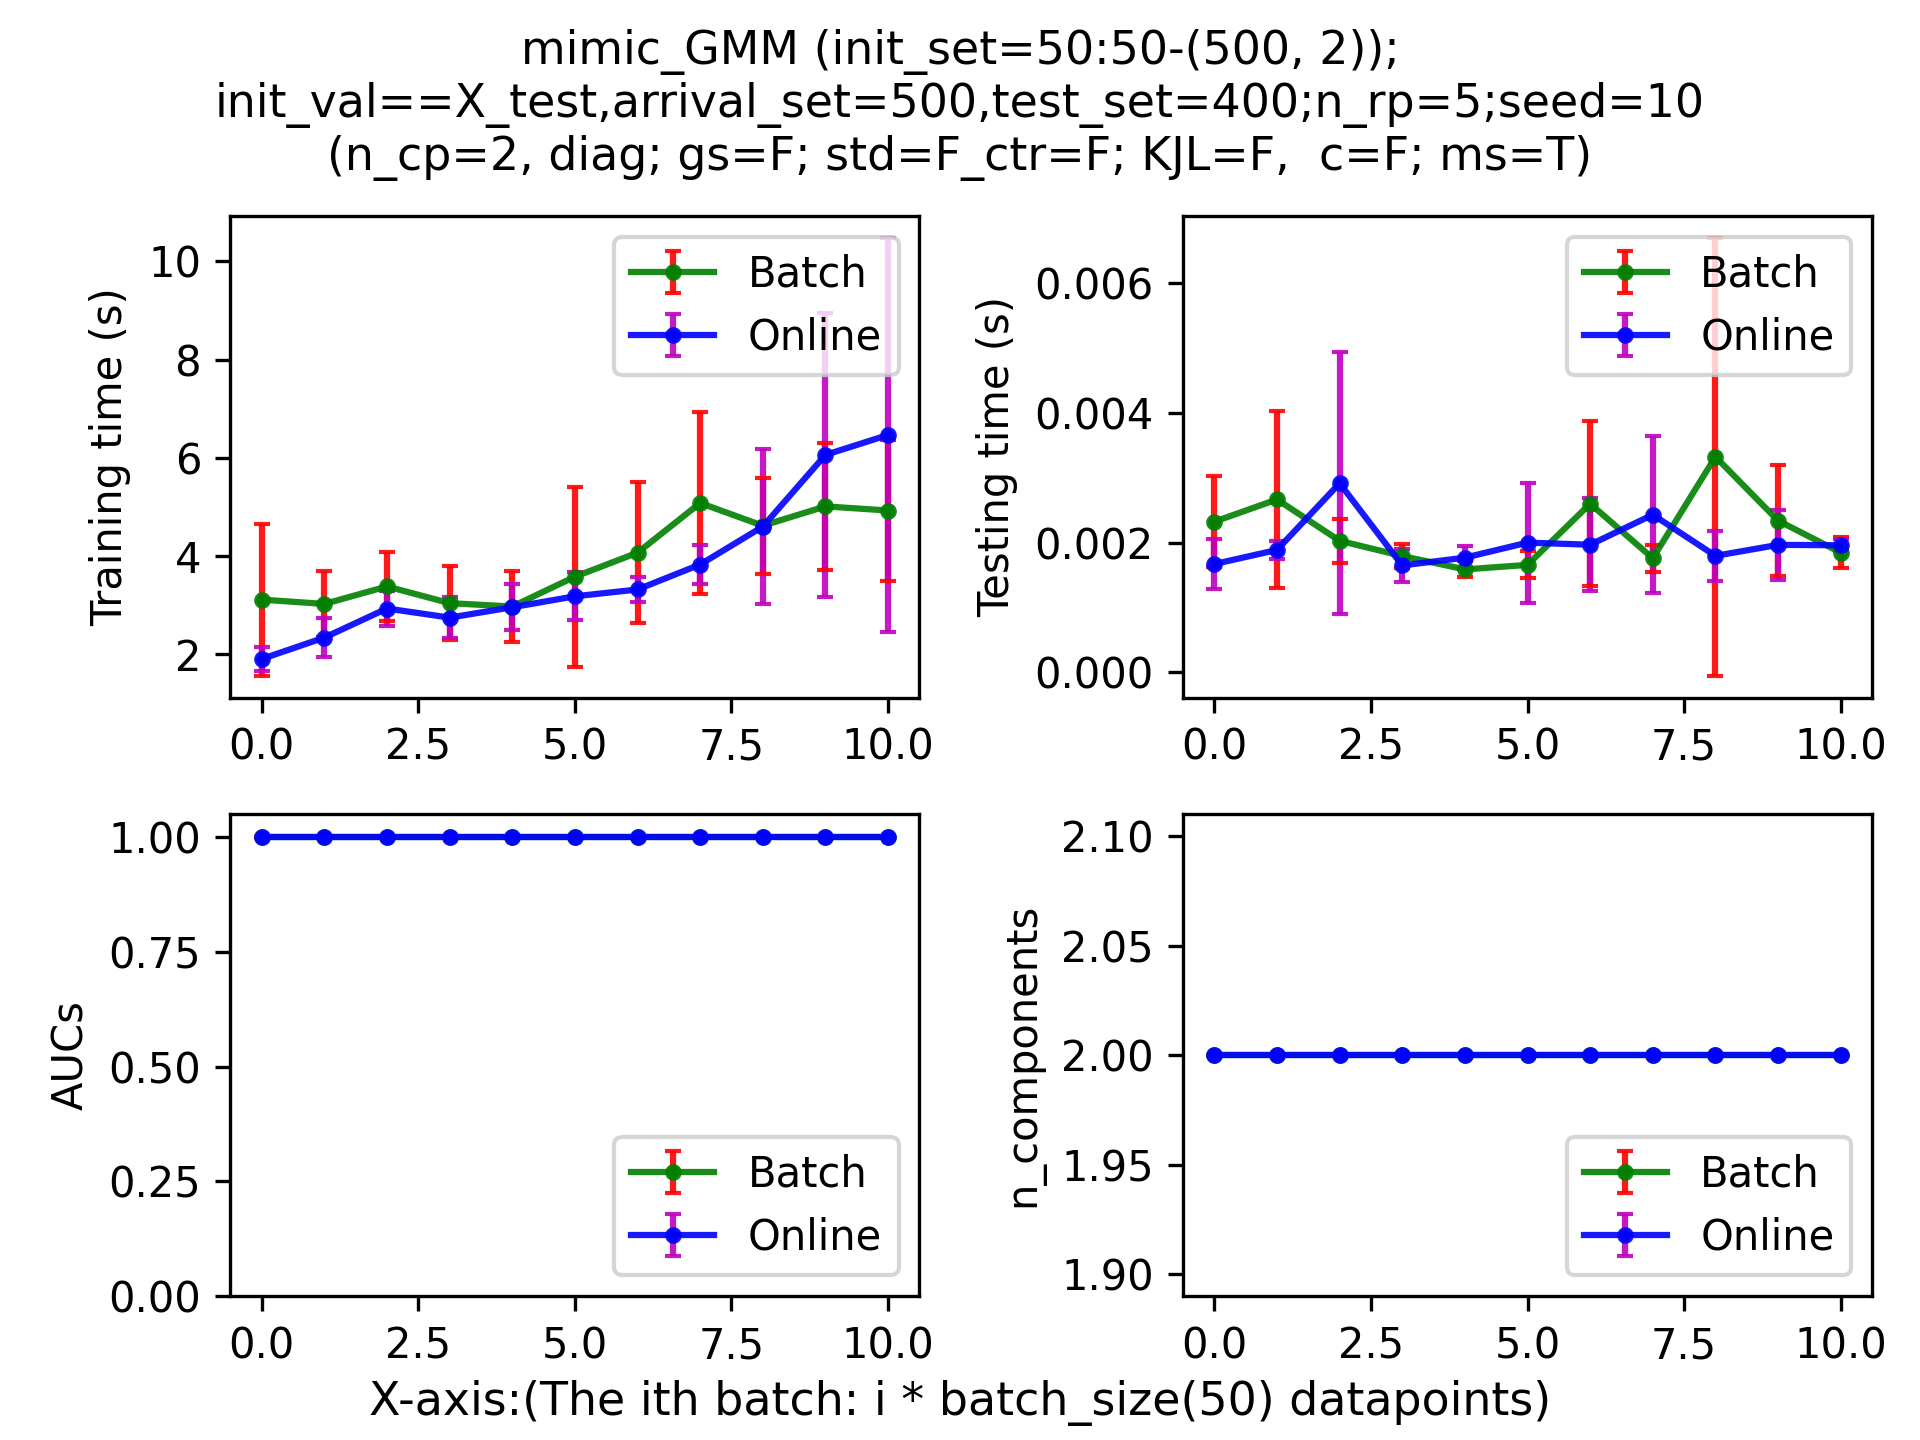 mimic_GMM (init_set=50:50-(500, 2));
init_val==X_test,arrival_set=500,test_set=400;n_rp=5;seed=10
(n_cp=2, diag; gs=F; std=F_ctr=F; KJL=F,  c=F; ms=T)
Training time (s)
10
8
6
4
2
Batch
Online
0.0
2.5
5.0
7.5
10.0
Testing time (s)
0.006
0.004
0.002
0.000
Batch
Online
0.0
2.5
5.0
7.5
10.0
AUCs
1.00
0.75
0.50
0.25
0.00
Batch
Online
0.0
2.5
5.0
7.5
10.0
n_components
2.10
2.05
2.00
1.95
1.90
Batch
Online
0.0
2.5
5.0
7.5
10.0
X-axis:(The ith batch: i * batch_size(50) datapoints)